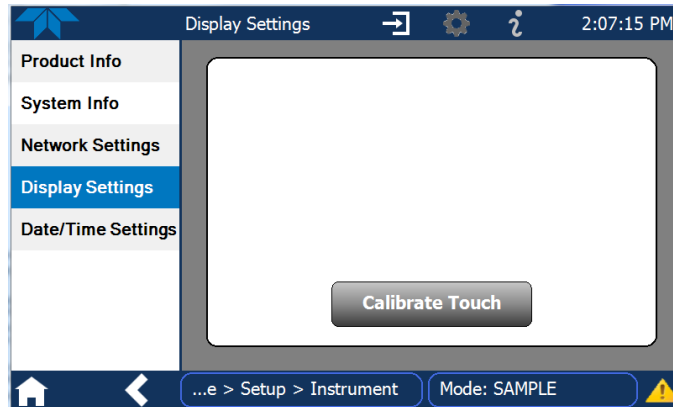 Display Settings 2:07:15 PM
Product Info
System Info
Network Settings
Display Settings
Date/Time Settings
Calibrate Touch
...e > Setup > Instrument Mode: SAMPLE